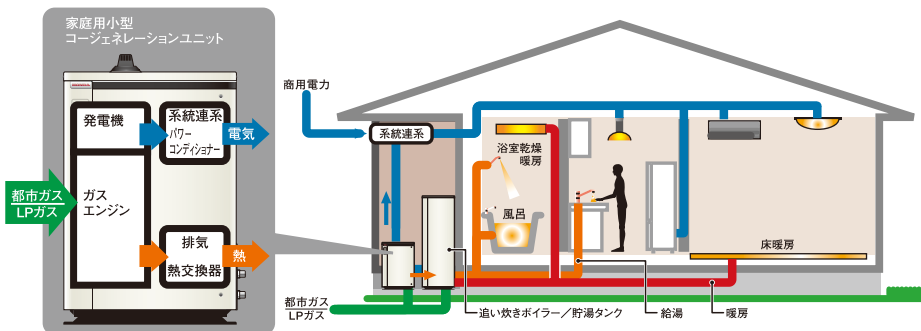 家庭用小型
コージェネレーションユニット
発電機
系統連系
パワー
コンディショナー
電気
都市ガス
LPガス
ガス
エンジン
排気
熱交換器
熱
商用電力
系統連系
浴室乾燥
暖房
風呂
床暖房
都市ガス
LPガス
追い炊きボイラー／貯湯タンク
給湯
暖房